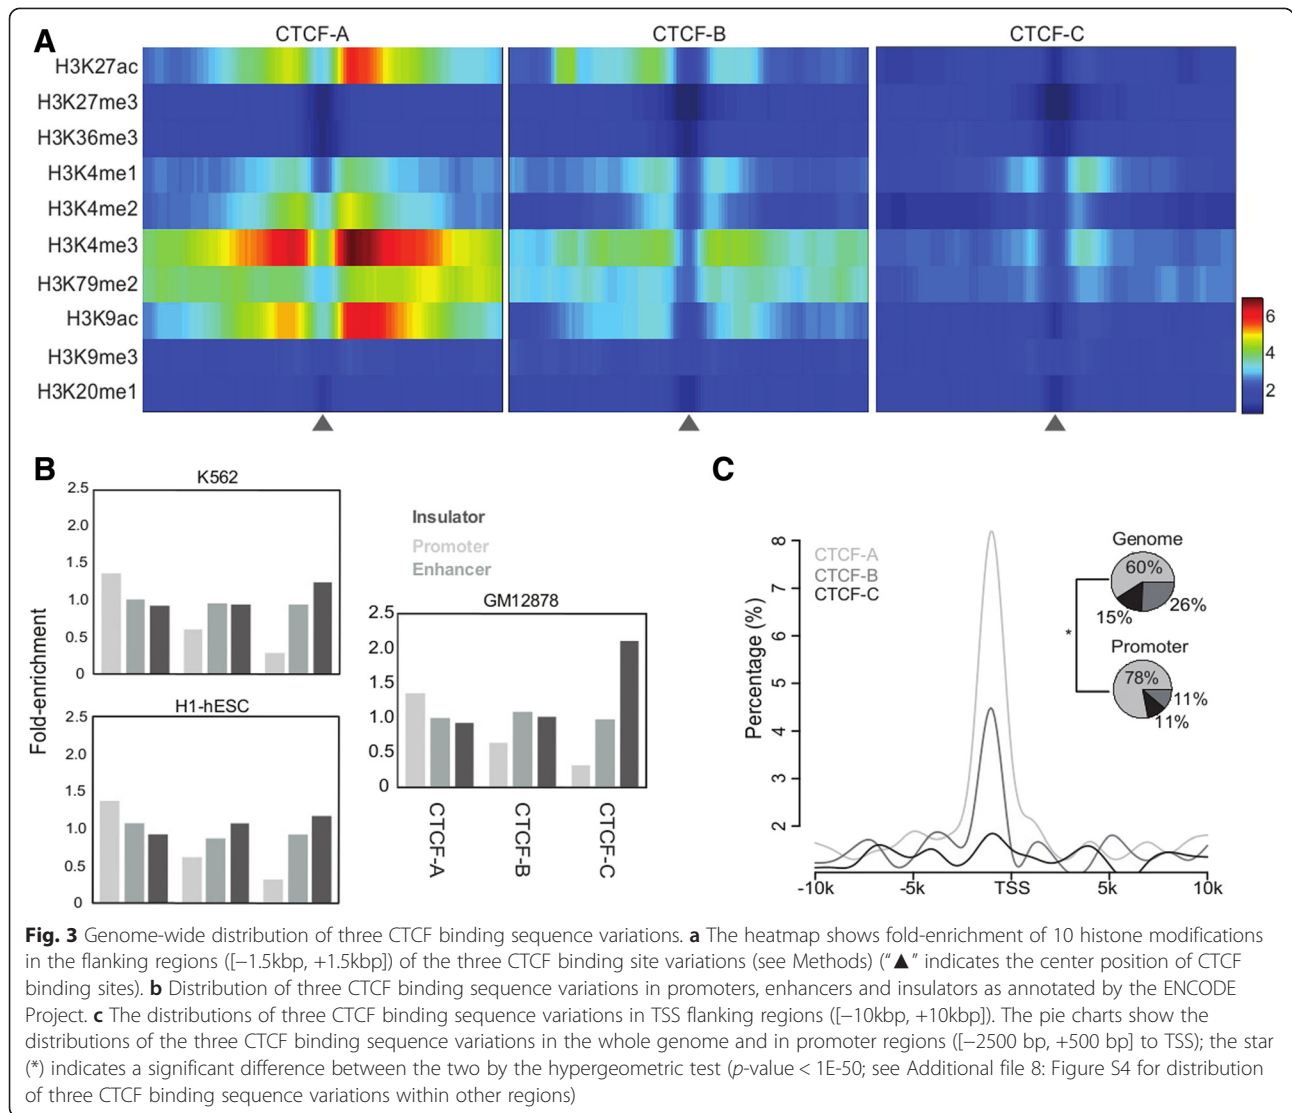 A
CTCF-A
CTCF-B
CTCF-C
H3K27ac
H3K27me3
H3K36me3
H3K4me1
H3K4me2
H3K4me3
H3K79me2
H3K9ac
H3K9me3
H3K20me1
6
4
2
▲ ▲ ▲
B
K562
2.5
2.0
1.5
1.0
0.5
0
Fold-enrichment
H1-hESC
2.5
2.0
1.5
1.0
0.5
0
Insulator
Promoter
Enhancer
GM12878
2.5
2.0
1.5
1.0
0.5
0
CTCF-A
CTCF-B
CTCF-C
C
CTCF-A
CTCF-B
CTCF-C
Percentage (%)
8
7
6
5
4
3
2
-10k
-5k
TSS
5k
10k
Genome
60%
15%
26%
*
Promoter
78%
11%
11%
Fig. 3 Genome-wide distribution of three CTCF binding sequence variations. a The heatmap shows fold-enrichment of 10 histone modifications
in the flanking regions ([−1.5kbp, +1.5kbp]) of the three CTCF binding site variations (see Methods) (“▲” indicates the center position of CTCF
binding sites). b Distribution of three CTCF binding sequence variations in promoters, enhancers and insulators as annotated by the ENCODE
Project. c The distributions of three CTCF binding sequence variations in TSS flanking regions ([−10kbp, +10kbp]). The pie charts show the
distributions of the three CTCF binding sequence variations in the whole genome and in promoter regions ([−2500 bp, +500 bp] to TSS); the star
(*) indicates a significant difference between the two by the hypergeometric test (p-value < 1E-50; see Additional file 8: Figure S4 for distribution
of three CTCF binding sequence variations within other regions)